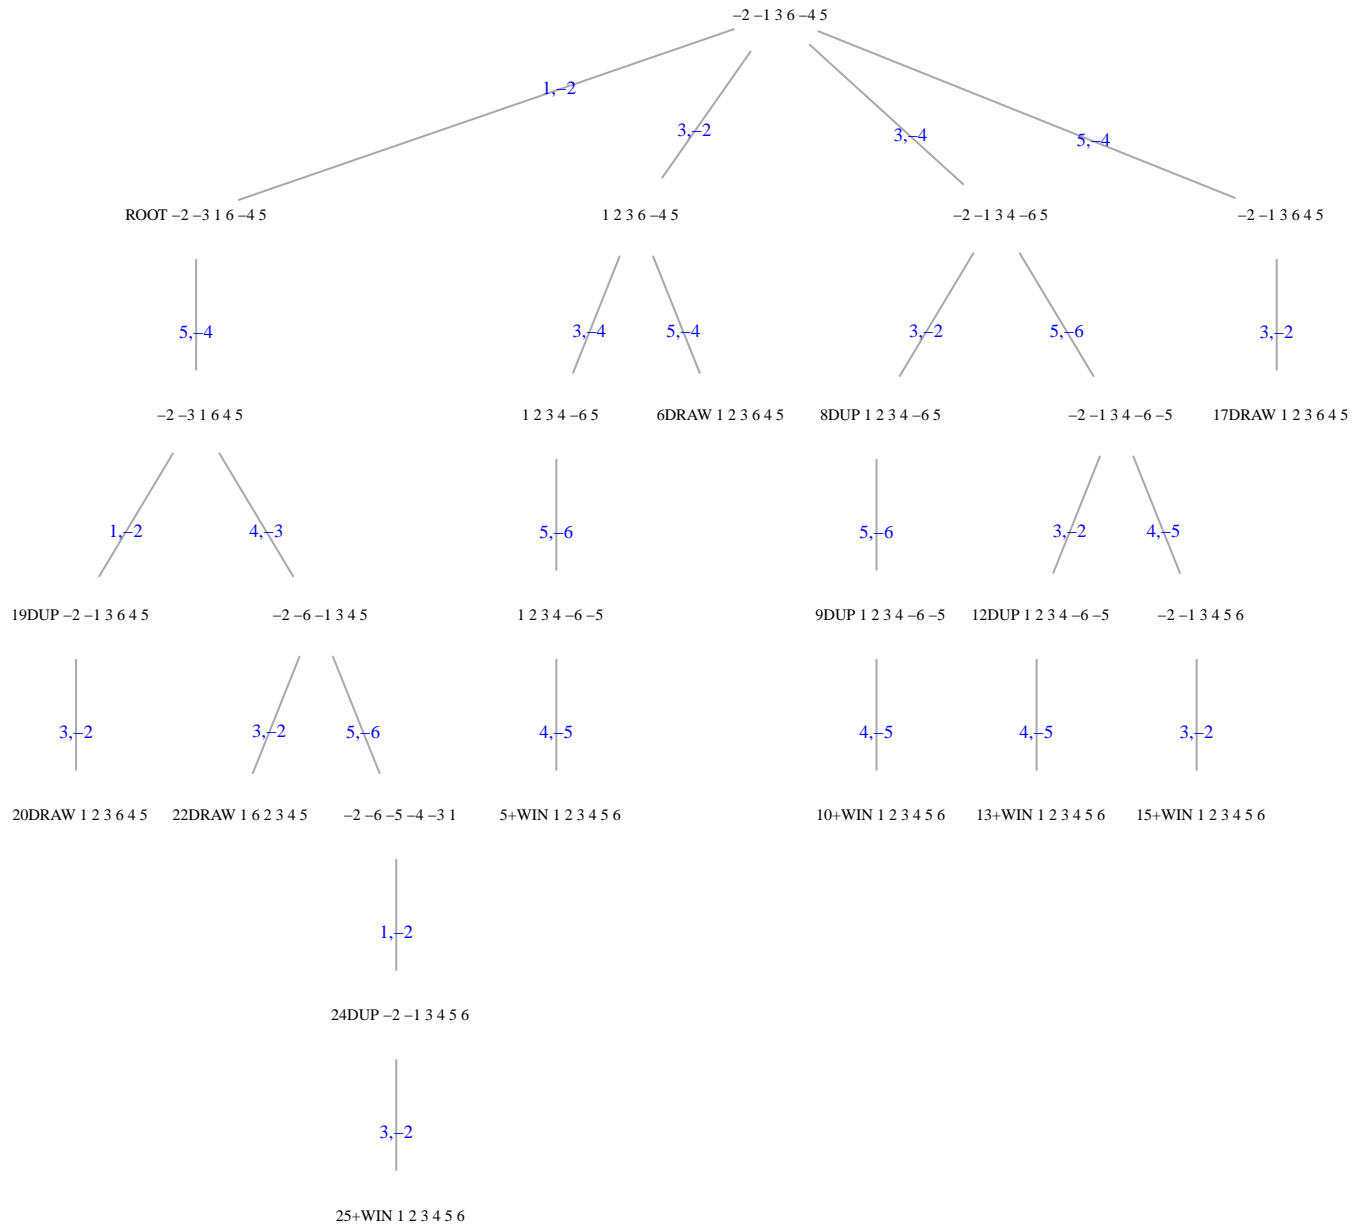 −2 −1 3 6 −4 5
1,−2
3,−2
3,−4
5,−4
ROOT −2 −3 1 6 −4 5
1 2 3 6 −4 5
−2 −1 3 4 −6 5
−2 −1 3 6 4 5
5,−4
3,−4
5,−4
3,−2
5,−6
3,−2
−2 −3 1 6 4 5
1 2 3 4 −6 5
6DRAW 1 2 3 6 4 5
8DUP 1 2 3 4 −6 5
−2 −1 3 4 −6 −5
17DRAW 1 2 3 6 4 5
1,−2
4,−3
5,−6
5,−6
3,−2
4,−5
19DUP −2 −1 3 6 4 5
−2 −6 −1 3 4 5
1 2 3 4 −6 −5
9DUP 1 2 3 4 −6 −5
12DUP 1 2 3 4 −6 −5
−2 −1 3 4 5 6
3,−2
3,−2
5,−6
4,−5
4,−5
4,−5
3,−2
20DRAW 1 2 3 6 4 5
22DRAW 1 6 2 3 4 5
−2 −6 −5 −4 −3 1
5+WIN 1 2 3 4 5 6
10+WIN 1 2 3 4 5 6
13+WIN 1 2 3 4 5 6
15+WIN 1 2 3 4 5 6
1,−2
24DUP −2 −1 3 4 5 6
3,−2
25+WIN 1 2 3 4 5 6